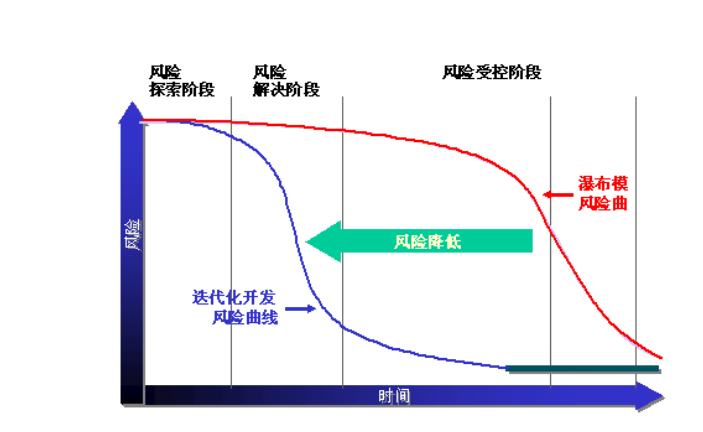 风险
探索阶段
风险
解决阶段
风险受控阶段
瀑布模
风险曲
风险
风险降低
迭代化开发
风险曲线
时间